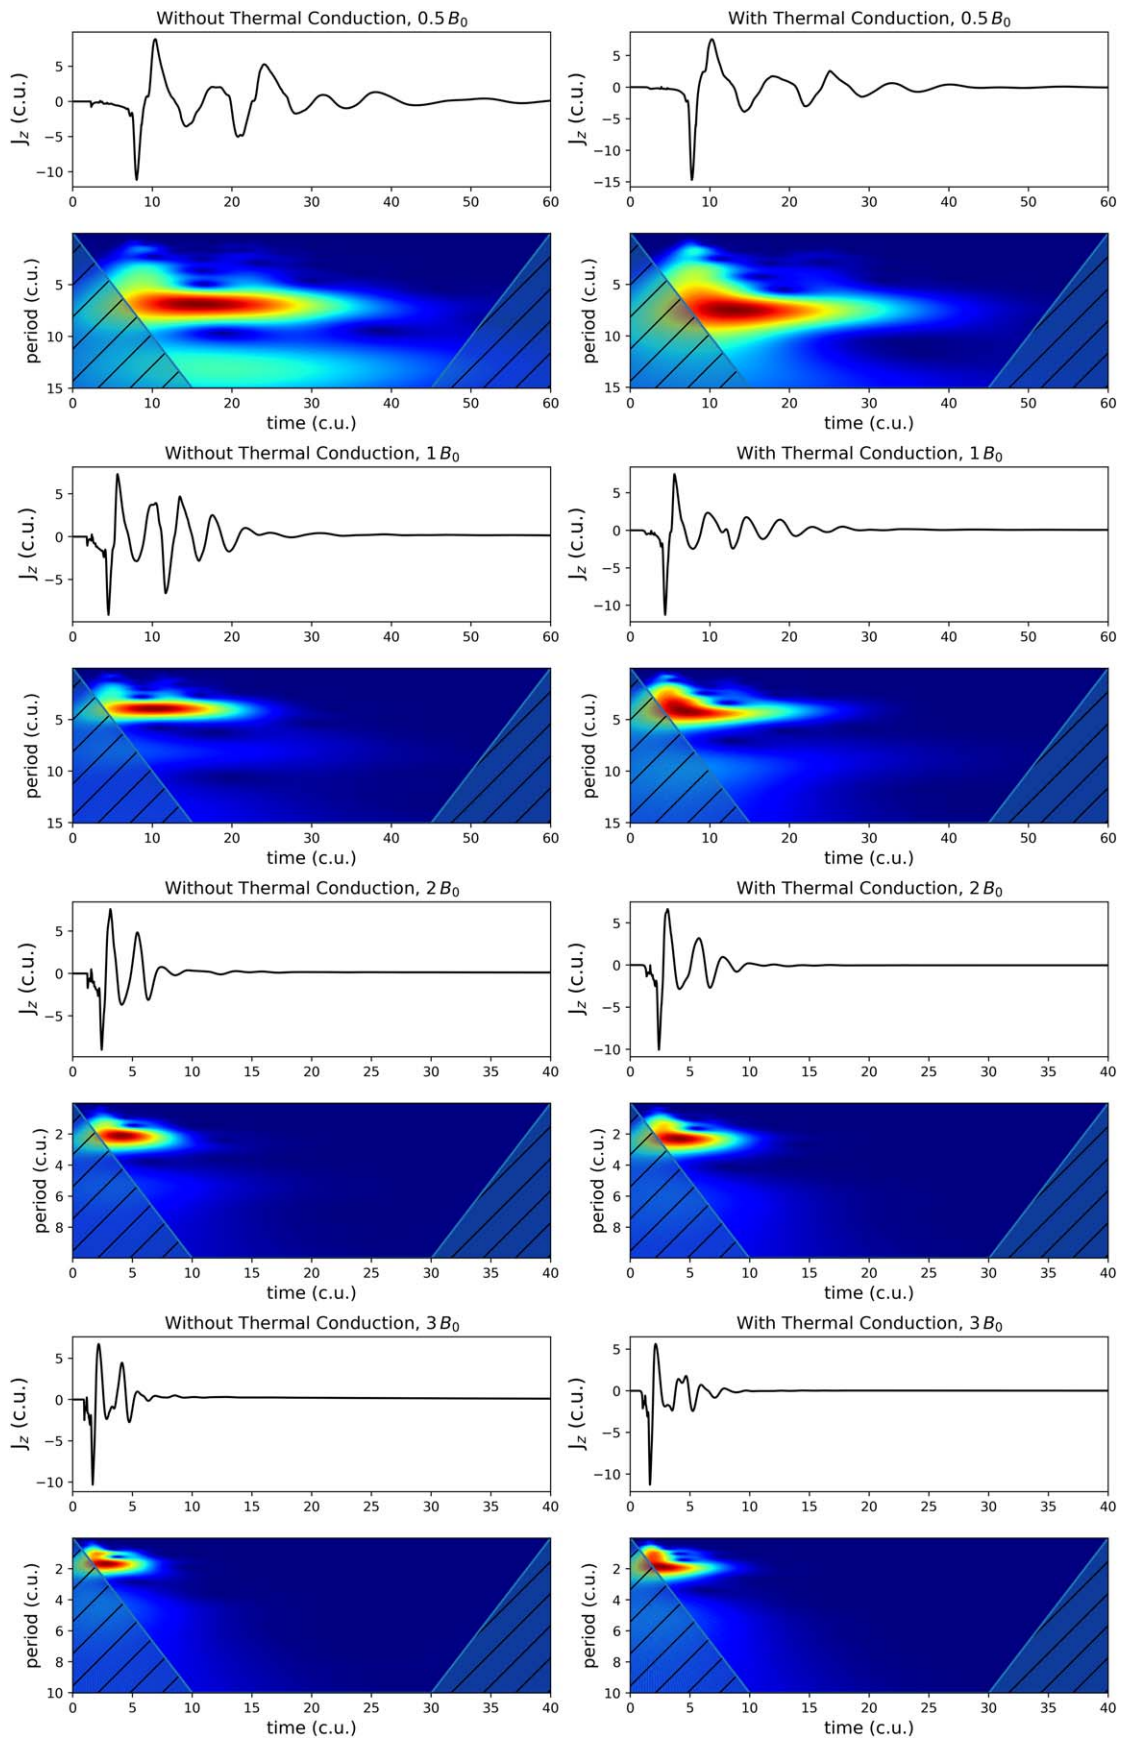 Without Thermal Conduction, 0.5 B₀
J_z (c.u.)
5
0
−5
−10
0 10 20 30 40 50 60
period (c.u.)
5
10
15
0 10 20 30 40 50 60
time (c.u.)
With Thermal Conduction, 0.5 B₀
J_z (c.u.)
5
0
−5
−10
−15
0 10 20 30 40 50 60
period (c.u.)
5
10
15
0 10 20 30 40 50 60
time (c.u.)
Without Thermal Conduction, 1 B₀
J_z (c.u.)
5
0
−5
0 10 20 30 40 50 60
period (c.u.)
5
10
15
0 10 20 30 40 50 60
time (c.u.)
With Thermal Conduction, 1 B₀
J_z (c.u.)
5
0
−5
−10
0 10 20 30 40 50 60
period (c.u.)
5
10
15
0 10 20 30 40 50 60
time (c.u.)
Without Thermal Conduction, 2 B₀
J_z (c.u.)
5
0
−5
0 5 10 15 20 25 30 35 40
period (c.u.)
2
4
6
8
0 5 10 15 20 25 30 35 40
time (c.u.)
With Thermal Conduction, 2 B₀
J_z (c.u.)
5
0
−5
−10
0 5 10 15 20 25 30 35 40
period (c.u.)
2
4
6
8
0 5 10 15 20 25 30 35 40
time (c.u.)
Without Thermal Conduction, 3 B₀
J_z (c.u.)
5
0
−5
−10
0 5 10 15 20 25 30 35 40
period (c.u.)
2
4
6
8
10
0 5 10 15 20 25 30 35 40
time (c.u.)
With Thermal Conduction, 3 B₀
J_z (c.u.)
5
0
−5
−10
0 5 10 15 20 25 30 35 40
period (c.u.)
2
4
6
8
10
0 5 10 15 20 25 30 35 40
time (c.u.)